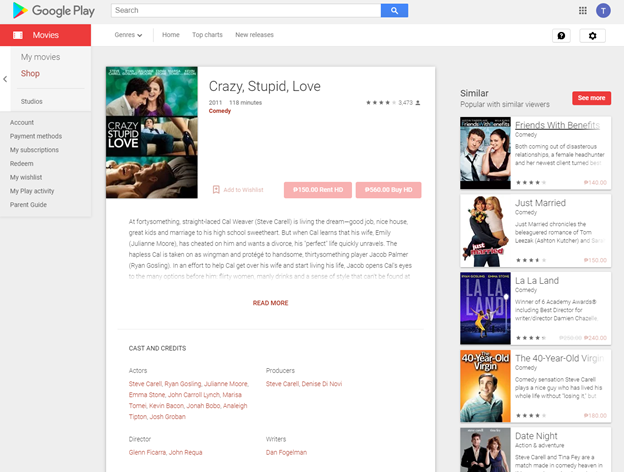 Google Play
Search
T
Movies
Genres
Home
Top charts
New releases
My movies
Shop
Studios
Account
Payment methods
My subscriptions
Redeem
My wishlist
My Play activity
Parent Guide
CRAZY
STUPID
LOVE
Crazy, Stupid, Love
2011 118 minutes
Comedy
3,473
Add to Wishlist
₱150.00 Rent HD
₱560.00 Buy HD
At fortysomething, straight-laced Cal Weaver (Steve Carell) is living the dream—good job, nice house,
great kids and marriage to his high school sweetheart. But when Cal learns that his wife, Emily
(Julianne Moore), has cheated on him and wants a divorce, his "perfect" life quickly unravels. The
hapless Cal is taken on as wingman and protégé to handsome, thirtysomething player Jacob Palmer
(Ryan Gosling). In an effort to help Cal get over his wife and start living his life, Jacob opens Cal's eyes
to the many options before him: flirty women, manly drinks and a sense of style that can't be found at
READ MORE
CAST AND CREDITS
Actors
Steve Carell, Ryan Gosling, Julianne Moore,
Emma Stone, John Carroll Lynch, Marisa
Tomei, Kevin Bacon, Jonah Bobo, Analeigh
Tipton, Josh Groban
Producers
Steve Carell, Denise Di Novi
Director
Glenn Ficarra, John Requa
Writers
Dan Fogelman
Similar
Popular with similar viewers
See more
Friends With Benefits
Comedy
Both coming out of disastrous
relationships, a female headhunter
and her newest client turned
₱140.00
just
married
Just Married
Comedy
Just Married chronicles the
beleaguered romance of Tom
Leezak (Ashton Kutcher) and
₱150.00
LA LA
LAND
La La Land
Comedy
Winner of 6 Academy Awards®
including Best Director for
writer/director Damien Chazelle,
₱240.00
The 40-Year-Old Virgin
Comedy
Comedy sensation Steve Carell
plays a nice guy who has lived his
whole life without "losing it," but
₱180.00
Date Night
Action & adventure
Steve Carell and Tina Fey are a
match made in comedy heaven in